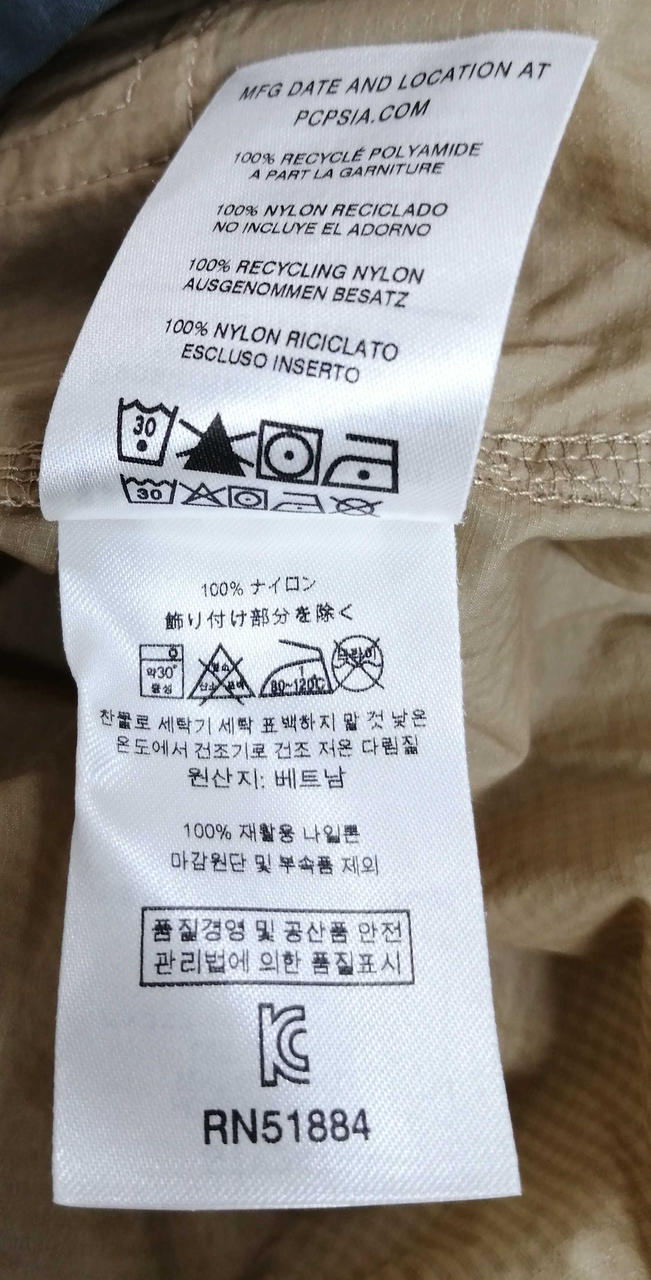 MFG DATE AND LOCATION AT
PCPSIA.COM
100% RECYCLÉ POLYAMIDE
A PART LA GARNITURE
100% NYLON RECICLADO
NO INCLUYE EL ADORNO
100% RECYCLING NYLON
AUSGENOMMEN BESATZ
100% NYLON RICICLATO
ESCLUSO INSERTO
30
30
100% ナイロン
飾り付け部分を除く
약30°
중성
80~120℃
드라이
찬물로 세탁기 세탁 표백하지 말 것 낮은
온도에서 건조기로 건조 저온 다림질
원산지: 베트남
100% 재활용 나일론
마감원단 및 부속품 제외
품질경영 및 공산품 안전
관리법에 의한 품질표시
KC
RN51884